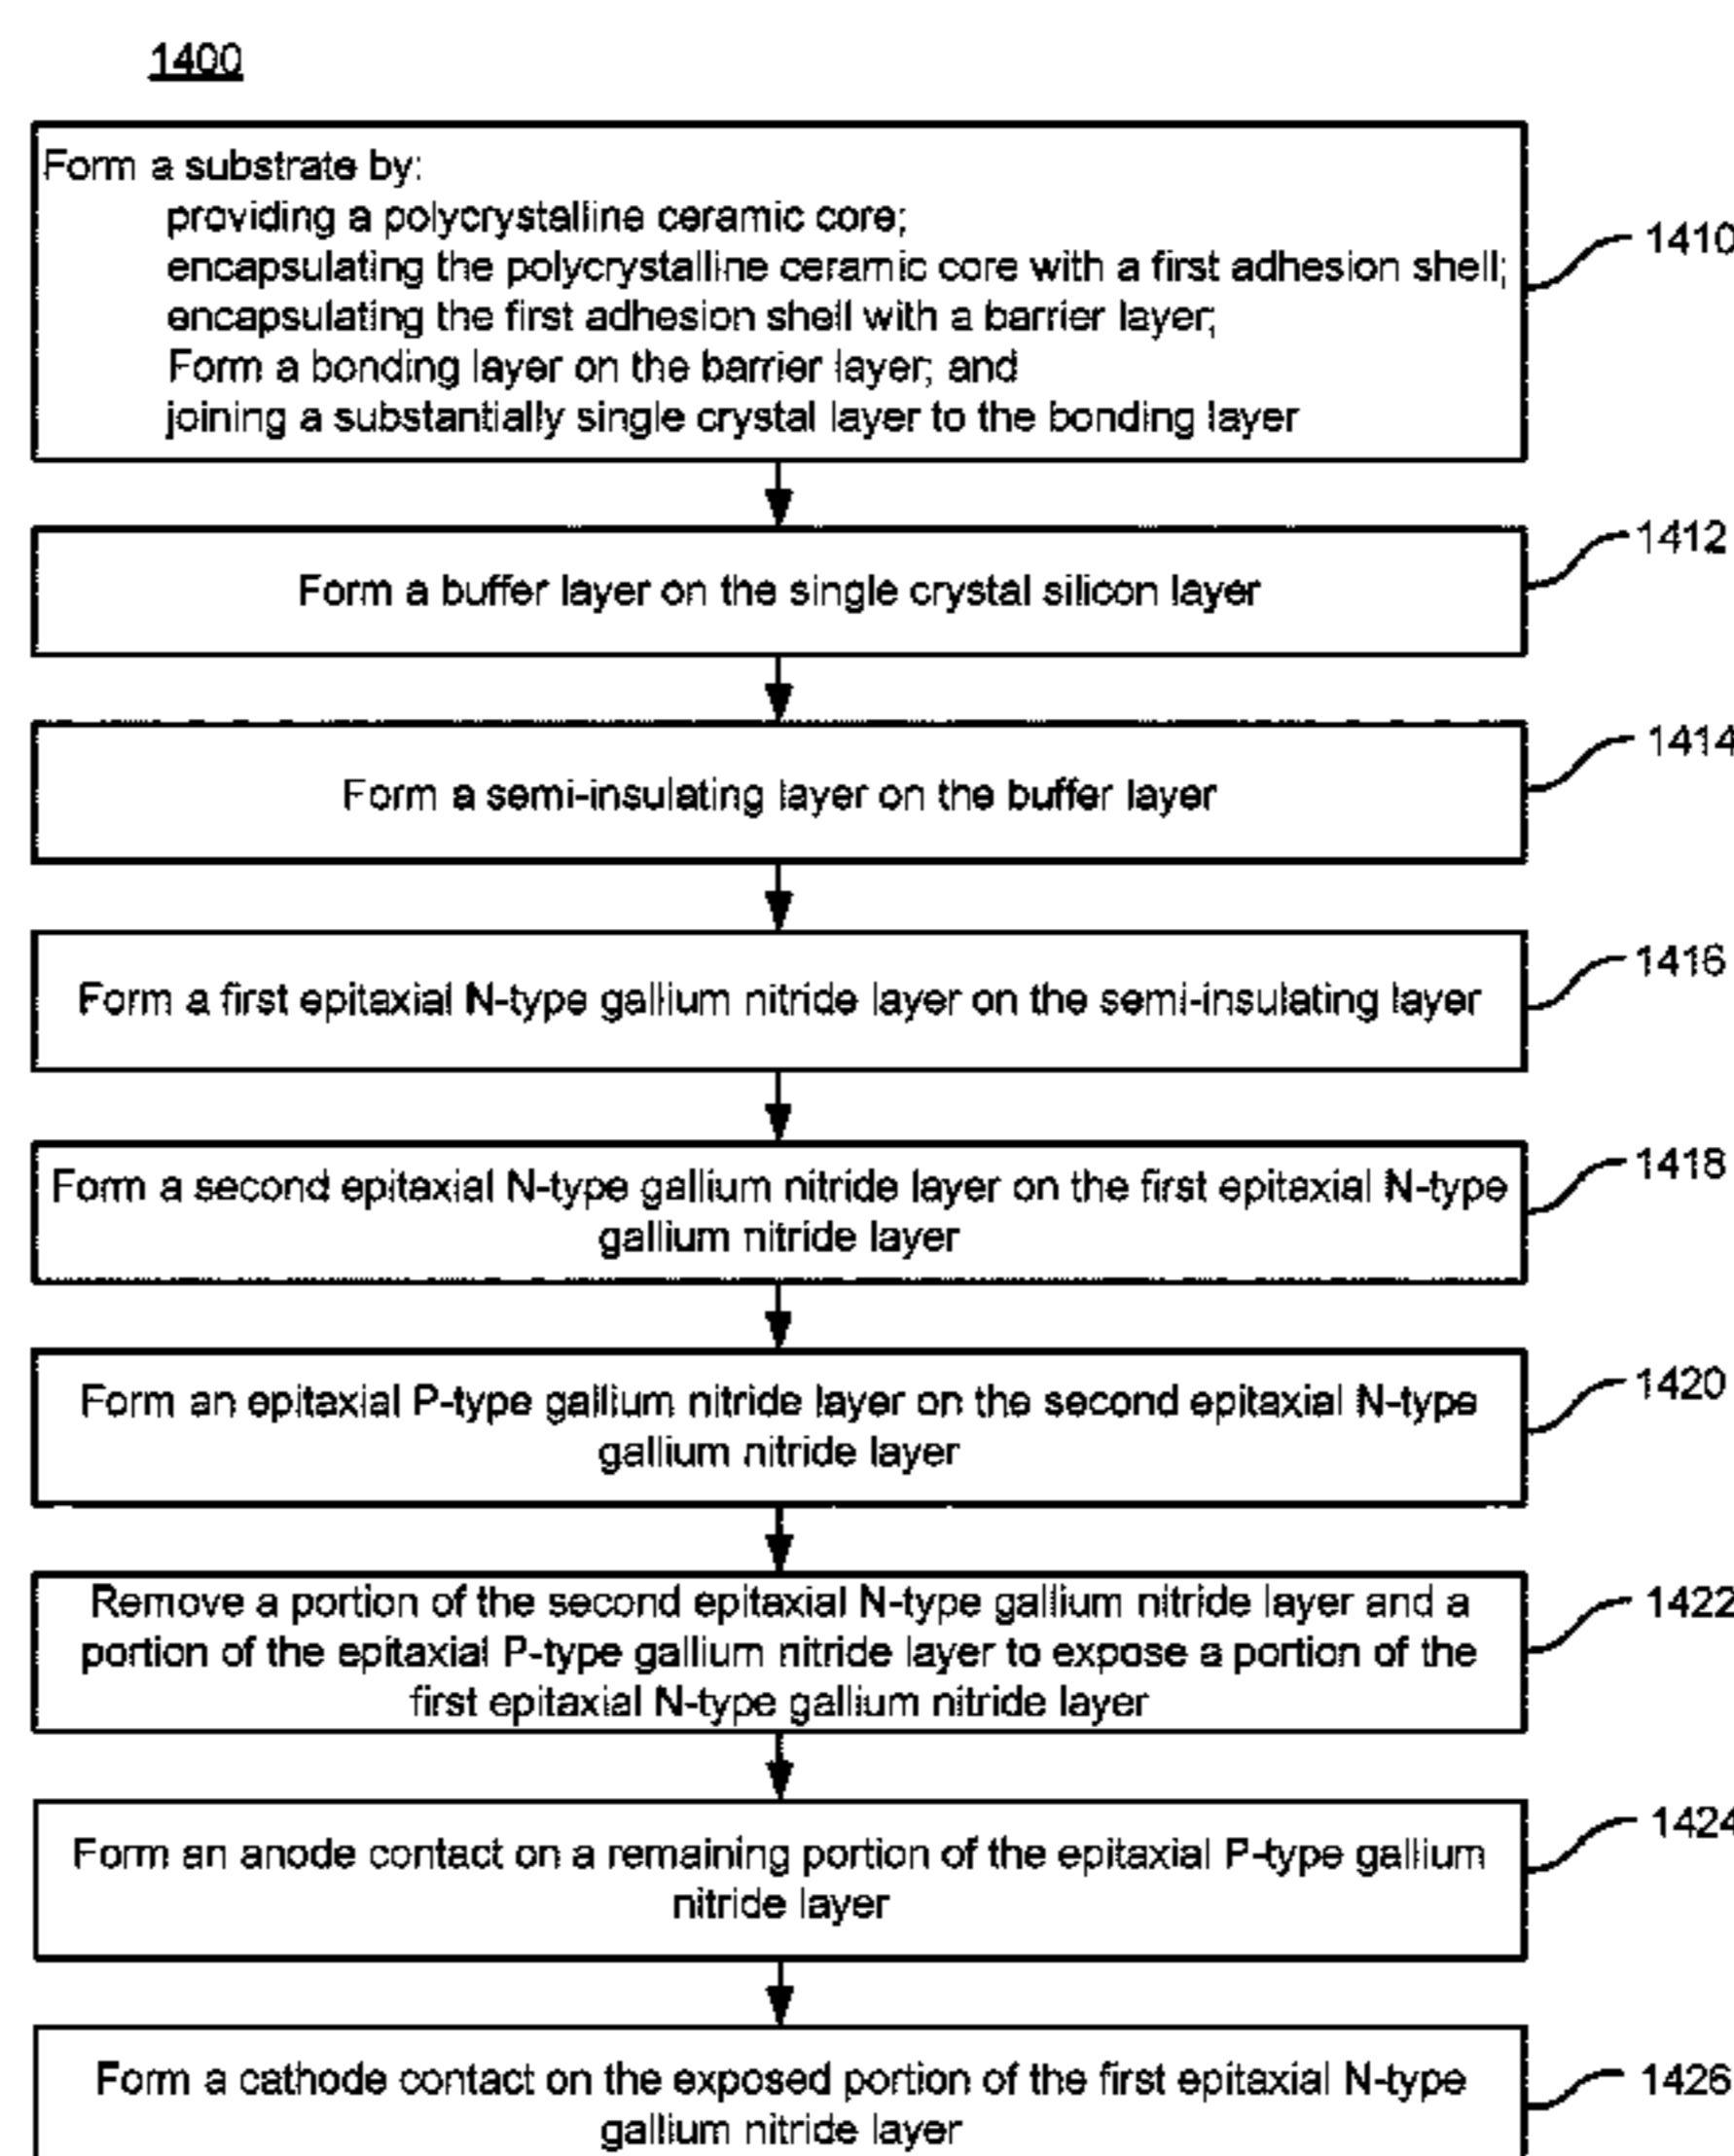 1400
Form a substrate by:
providing a polycrystalline ceramic core;
encapsulating the polycrystalline ceramic core with a first adhesion shell;
encapsulating the first adhesion shell with a barrier layer;
Form a bonding layer on the barrier layer; and
joining a substantially single crystal layer to the bonding layer
1410
Form a buffer layer on the single crystal silicon layer
1412
Form a semi-insulating layer on the buffer layer
1414
Form a first epitaxial N-type gallium nitride layer on the semi-insulating layer
1416
Form a second epitaxial N-type gallium nitride layer on the first epitaxial N-type
gallium nitride layer
1418
Form an epitaxial P-type gallium nitride layer on the second epitaxial N-type
gallium nitride layer
1420
Remove a portion of the second epitaxial N-type gallium nitride layer and a
portion of the epitaxial P-type gallium nitride layer to expose a portion of the
first epitaxial N-type gallium nitride layer
1422
Form an anode contact on a remaining portion of the epitaxial P-type gallium
nitride layer
1424
Form a cathode contact on the exposed portion of the first epitaxial N-type
gallium nitride layer
1426